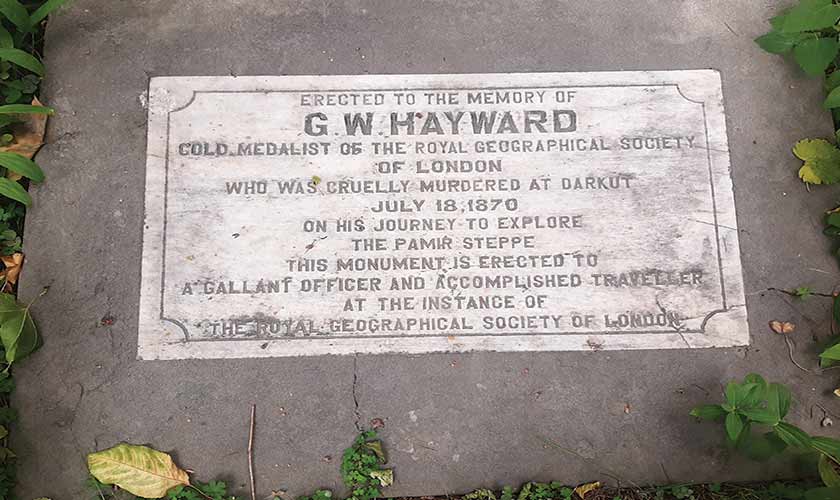 ERECTED TO THE MEMORY OF
G. W. HAYWARD
GOLD MEDALIST OF THE ROYAL GEOGRAPHICAL SOCIETY
OF LONDON
WHO WAS CRUELLY MURDERED AT DARKUT
JULY 18, 1870
ON HIS JOURNEY TO EXPLORE
THE PAMIR STEPPE
THIS MONUMENT IS ERECTED TO
A GALLANT OFFICER AND ACCOMPLISHED TRAVELLER
AT THE INSTANCE OF
THE ROYAL GEOGRAPHICAL SOCIETY OF LONDON